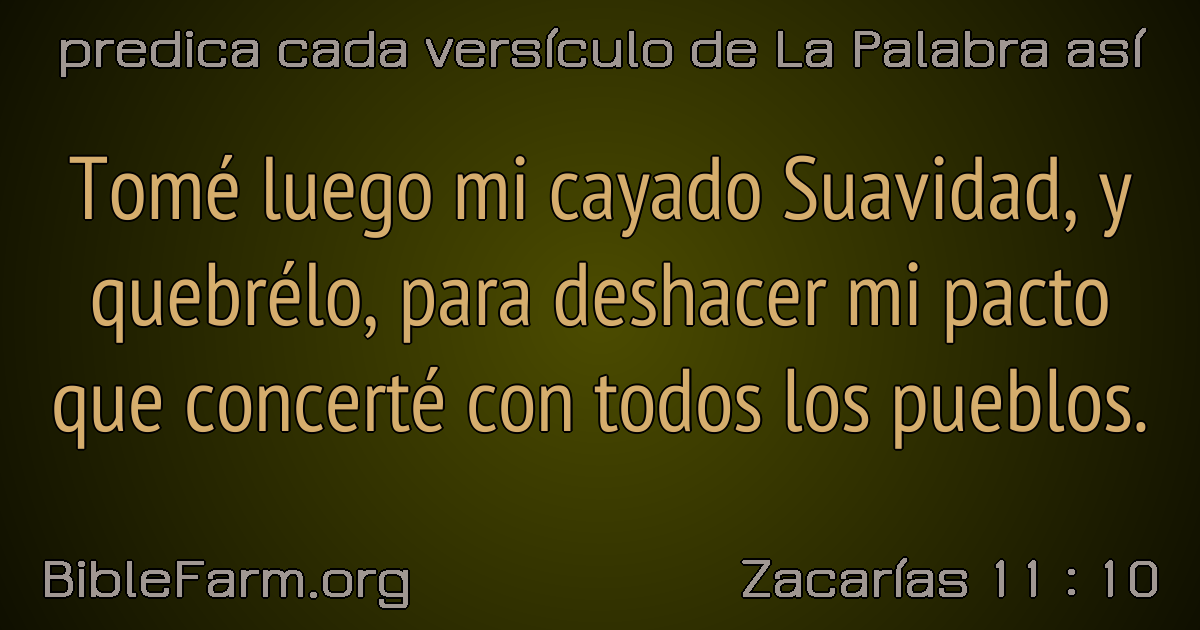 predica cada versículo de La Palabra así
Tomé luego mi cayado Suavidad, y
quebrélo, para deshacer mi pacto
que concerté con todos los pueblos.
BibleFarm.org
Zacarías 11 : 10